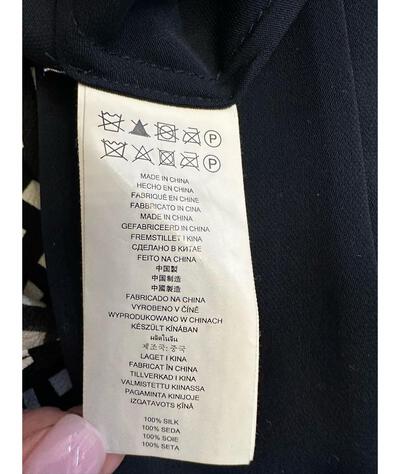 P
P
MADE IN CHINA
HECHO EN CHINA
FABRIQUÉ EN CHINE
FABBRICATO IN CINA
MADE IN CHINA
GEFABRICEERD IN CHINA
FREMSTILLET I KINA
СДЕЛАНО В КИТАЕ
FEITO NA CHINA
中国製
中国制造
中國製造
FABRICADO NA CHINA
VYROBENO V ČÍNĚ
WYPRODUKOWANO W CHINACH
KÉSZÜLT KÍNÁBAN
ผลิตในจีน
제조국: 중국
LAGET I KINA
FABRICAT ÎN CHINA
TILLVERKAD I KINA
VALMISTETTU KIINASSA
PAGAMINTA KINIJOJE
IZGATAVOTS ĶĪNĀ
100% SILK
100% SEDA
100% SOIE
100% SETA